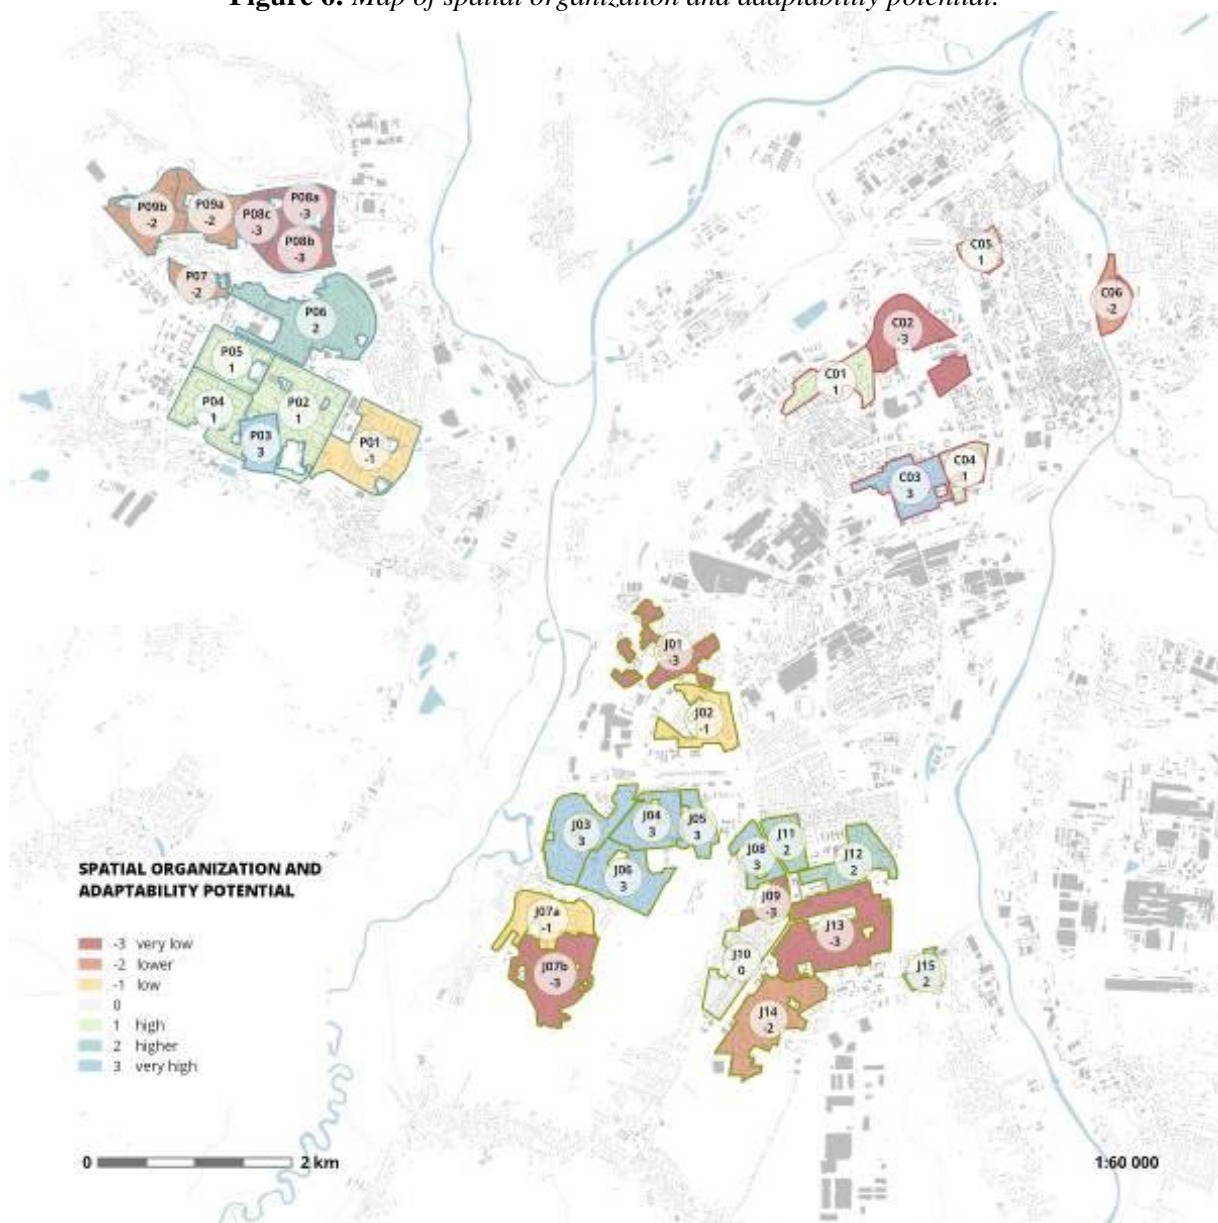 Figure 6. Map of spatial organization and adaptability potential.
P09b
-2
P09a
-2
P08c
-3
P08a
-3
P08b
-3
P07
-2
P06
2
P05
1
P04
1
P02
1
P03
3
P01
-1
C05
1
C06
-2
C02
-3
C01
1
C03
3
C04
1
J01
-3
J02
-1
J03
3
J04
3
J05
3
J06
3
J07a
-1
J07b
-3
J08
3
J11
2
J12
2
J09
-3
J13
-3
J10
0
J15
2
J14
-2
SPATIAL ORGANIZATION AND
ADAPTABILITY POTENTIAL
-3 very low
-2 lower
-1 low
0
1 high
2 higher
3 very high
0 2 km
1:60 000